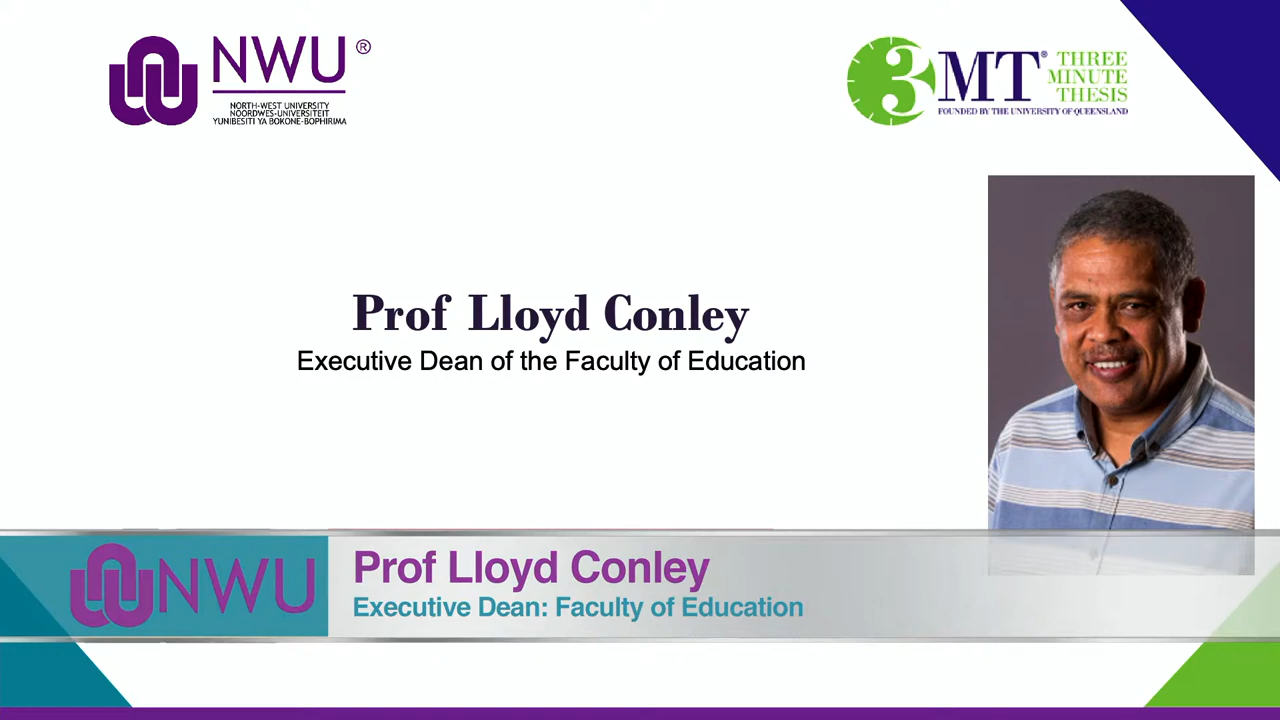 NWU®
NORTH-WEST UNIVERSITY
NOORDWES-UNIVERSITEIT
YUNIBESITI YA BOKONE-BOPHIRIMA
3MT® THREE
MINUTE
THESIS
FOUNDED BY THE UNIVERSITY OF QUEENSLAND
Prof Lloyd Conley
Executive Dean of the Faculty of Education
NWU
Prof Lloyd Conley
Executive Dean: Faculty of Education